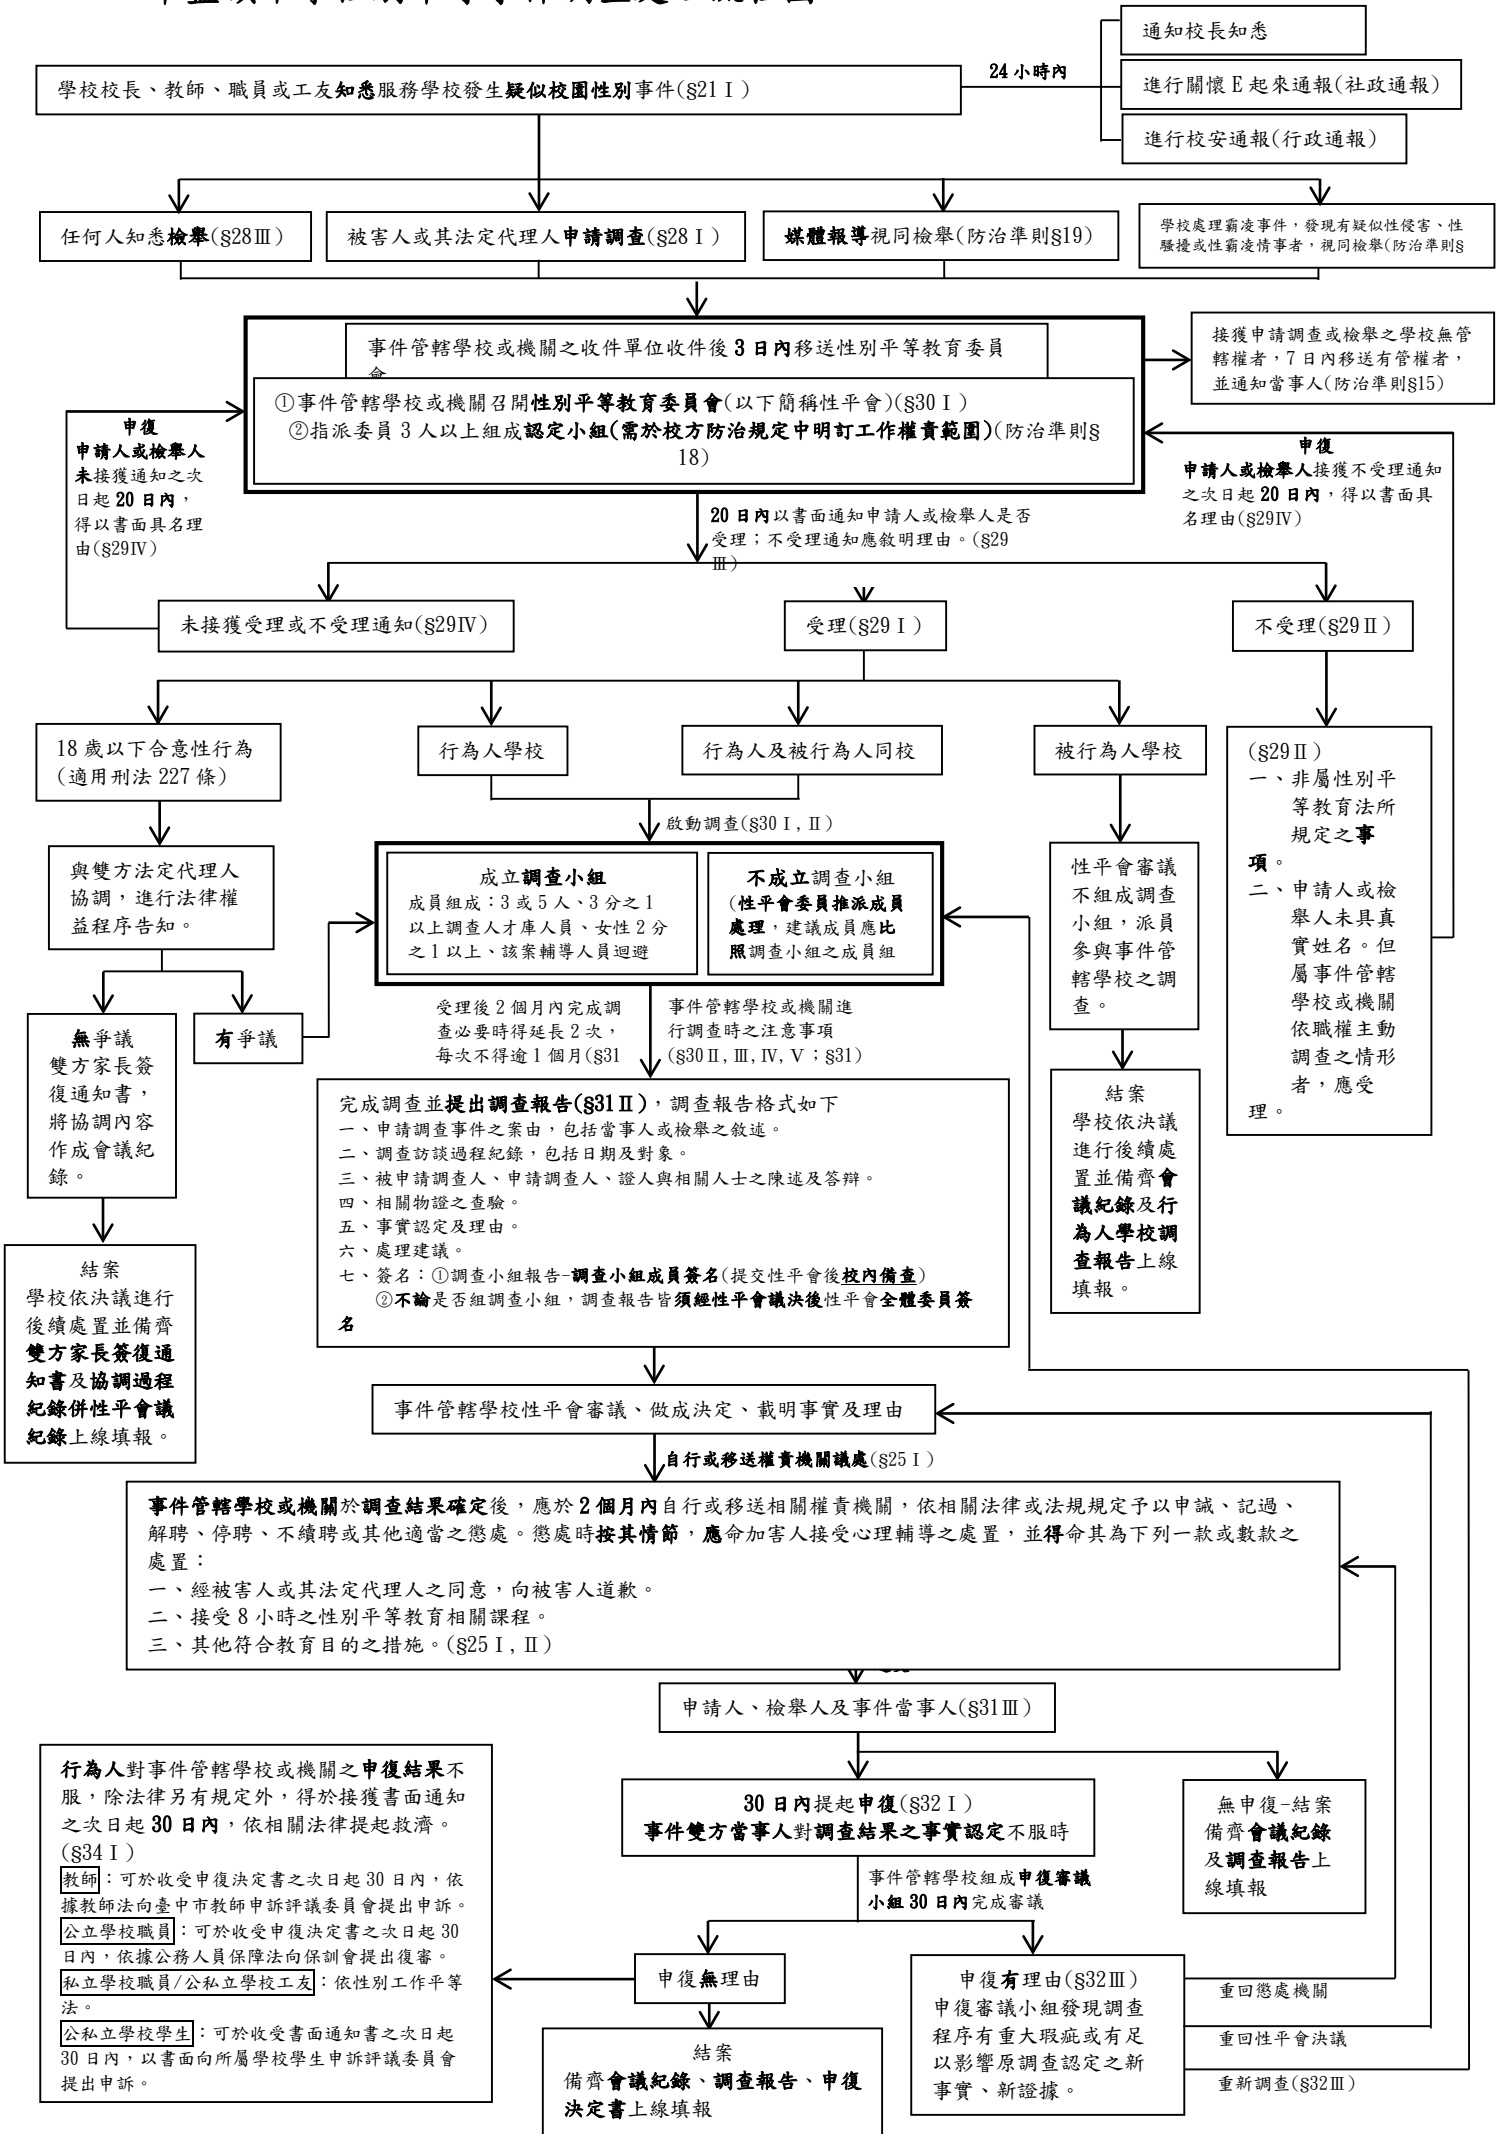 通知校長知悉
24 小時內
學校校長、教師、職員或工友知悉服務學校發生疑似校園性別事件(§21Ⅰ)
進行關懷 E 起來通報(社政通報)
進行校安通報(行政通報)
任何人知悉檢舉(§28Ⅲ)
被害人或其法定代理人申請調查(§28Ⅰ)
媒體報導視同檢舉(防治準則§19)
學校處理霸凌事件，發現有疑似性侵害、性
騷擾或性霸凌情事者，視同檢舉(防治準則§
事件管轄學校或機關之收件單位收件後 3 日內移送性別平等教育委員
接獲申請調查或檢舉之學校無管
轄權者，7 日內移送有管權者，
並通知當事人(防治準則§15)
①事件管轄學校或機關召開性別平等教育委員會(以下簡稱性平會)(§30Ⅰ)
②指派委員 3 人以上組成認定小組(需於校方防治規定中明訂工作權責範圍)(防治準則§
18)
申復
申請人或檢舉人
未接獲通知之次
日起 20 日內，
得以書面具名理
由(§29Ⅳ)
申復
申請人或檢舉人接獲不受理通知
之次日起 20 日內，得以書面具
名理由(§29Ⅳ)
20 日內以書面通知申請人或檢舉人是否
受理；不受理通知應敘明理由。(§29
Ⅲ)
未接獲受理或不受理通知(§29Ⅳ)
受理(§29Ⅰ)
不受理(§29Ⅱ)
18 歲以下合意性行為
(適用刑法 227 條)
行為人學校
行為人及被行為人同校
被行為人學校
(§29Ⅱ)
一、非屬性別平
等教育法所
規定之事
項。
二、申請人或檢
舉人未具真
實姓名。但
屬事件管轄
學校或機關
依職權主動
調查之情形
者，應受
理。
啟動調查(§30Ⅰ,Ⅱ)
與雙方法定代理人
協調，進行法律權
益程序告知。
成立調查小組
成員組成：3 或 5 人、3 分之 1
以上調查人才庫人員、女性 2 分
之 1 以上、該案輔導人員迴避
不成立調查小組
(性平會委員推派成員
處理，建議成員應比
照調查小組之成員組
性平會審議
不組成調查
小組，派員
參與事件管
轄學校之調
查。
無爭議
雙方家長簽
復通知書，
將協調內容
作成會議紀
錄。
有爭議
受理後 2 個月內完成調
查必要時得延長 2 次，
每次不得逾 1 個月(§31
事件管轄學校或機關進
行調查時之注意事項
(§30Ⅱ,Ⅲ,Ⅳ,Ⅴ；§31)
完成調查並提出調查報告(§31Ⅱ)，調查報告格式如下
一、申請調查事件之案由，包括當事人或檢舉之敘述。
二、調查訪談過程紀錄，包括日期及對象。
三、被申請調查人、申請調查人、證人與相關人士之陳述及答辯。
四、相關物證之查驗。
五、事實認定及理由。
六、處理建議。
七、簽名：①調查小組報告-調查小組成員簽名(提交性平會後校內備查)
②不論是否組調查小組，調查報告皆須經性平會議決後性平會全體委員簽
名
結案
學校依決議
進行後續處
置並備齊會
議紀錄及行
為人學校調
查報告上線
填報。
結案
學校依決議進行
後續處置並備齊
雙方家長簽復通
知書及協調過程
紀錄併性平會議
紀錄上線填報。
事件管轄學校性平會審議、做成決定、載明事實及理由
自行或移送權責機關議處(§25Ⅰ)
事件管轄學校或機關於調查結果確定後，應於 2 個月內自行或移送相關權責機關，依相關法律或法規規定予以申誡、記過、
解聘、停聘、不續聘或其他適當之懲處。懲處時按其情節，應命加害人接受心理輔導之處置，並得命其為下列一款或數款之
處置：
一、經被害人或其法定代理人之同意，向被害人道歉。
二、接受 8 小時之性別平等教育相關課程。
三、其他符合教育目的之措施。(§25Ⅰ,Ⅱ)
申請人、檢舉人及事件當事人(§31Ⅲ)
行為人對事件管轄學校或機關之申復結果不
服，除法律另有規定外，得於接獲書面通知
之次日起 30 日內，依相關法律提起救濟。
(§34Ⅰ)
教師：可於收受申復決定書之次日起 30 日內，依
據教師法向臺中市教師申訴評議委員會提出申訴。
公立學校職員：可於收受申復決定書之次日起 30
日內，依據公務人員保障法向保訓會提出復審。
私立學校職員/公私立學校工友：依性別工作平等
法。
公私立學校學生：可於收受書面通知書之次日起
30 日內，以書面向所屬學校學生申訴評議委員會
提出申訴。
30 日內提起申復(§32Ⅰ)
事件雙方當事人對調查結果之事實認定不服時
無申復-結案
備齊會議紀錄
及調查報告上
線填報
事件管轄學校組成申復審議
小組 30 日內完成審議
申復無理由
申復有理由(§32Ⅲ)
申復審議小組發現調查
程序有重大瑕疵或有足
以影響原調查認定之新
事實、新證據。
重回懲處機關
重回性平會決議
重新調查(§32Ⅲ)
結案
備齊會議紀錄、調查報告、申復
決定書上線填報